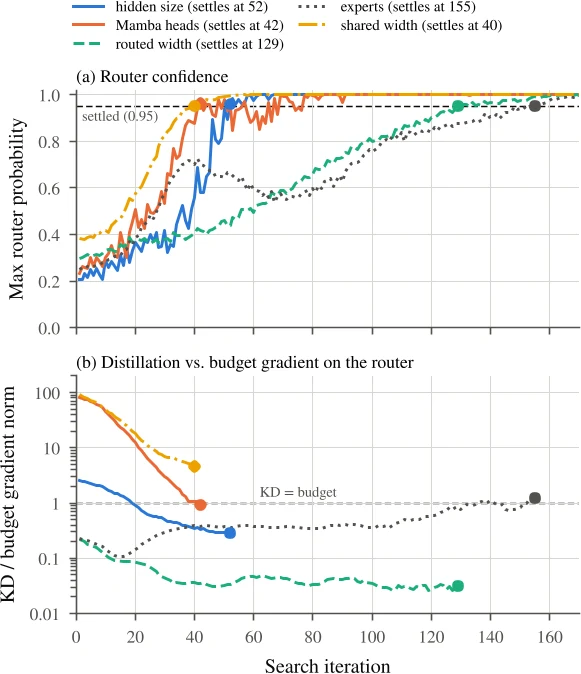 hidden size (settles at 52)
experts (settles at 155)
Mamba heads (settles at 42)
shared width (settles at 40)
routed width (settles at 129)
(a) Router confidence
1.0
settled (0.95)
0.8
0.6
0.4
0.2
0.0
Max router probability
(b) Distillation vs. budget gradient on the router
100
10
KD = budget
1
0.1
0.01
KD / budget gradient norm
0 20 40 60 80 100 120 140 160
Search iteration